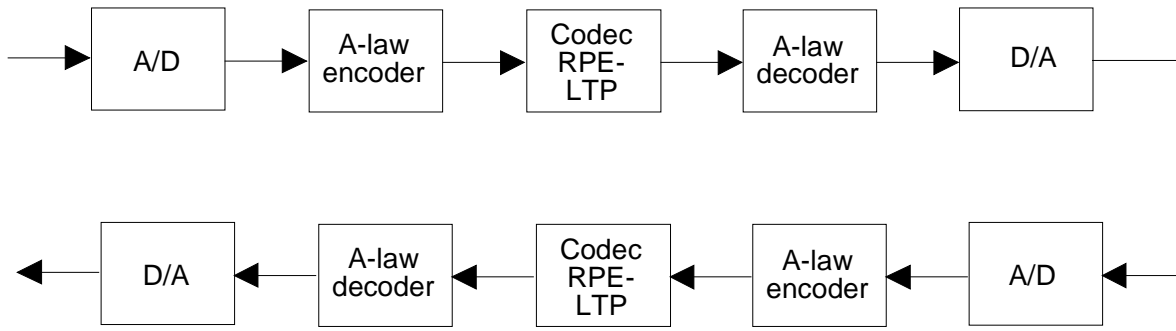 A/D
A-law
encoder
Codec
RPE-
LTP
A-law
decoder
D/A
D/A
A-law
decoder
Codec
RPE-
LTP
A-law
encoder
A/D